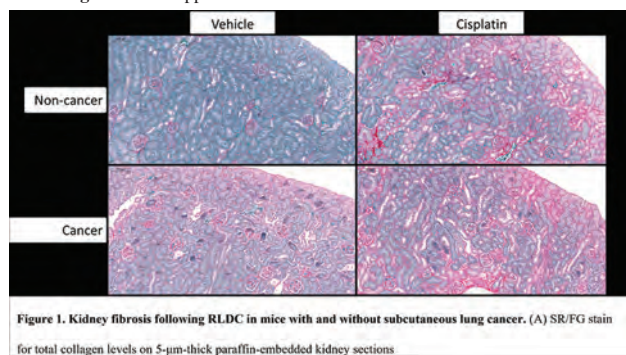 Vehicle
Cisplatin
Non-cancer
Cancer
Figure 1. Kidney fibrosis following RLDC in mice with and without subcutaneous lung cancer. (A) SR/FG stain
for total collagen levels on 5-μm-thick paraffin-embedded kidney sections